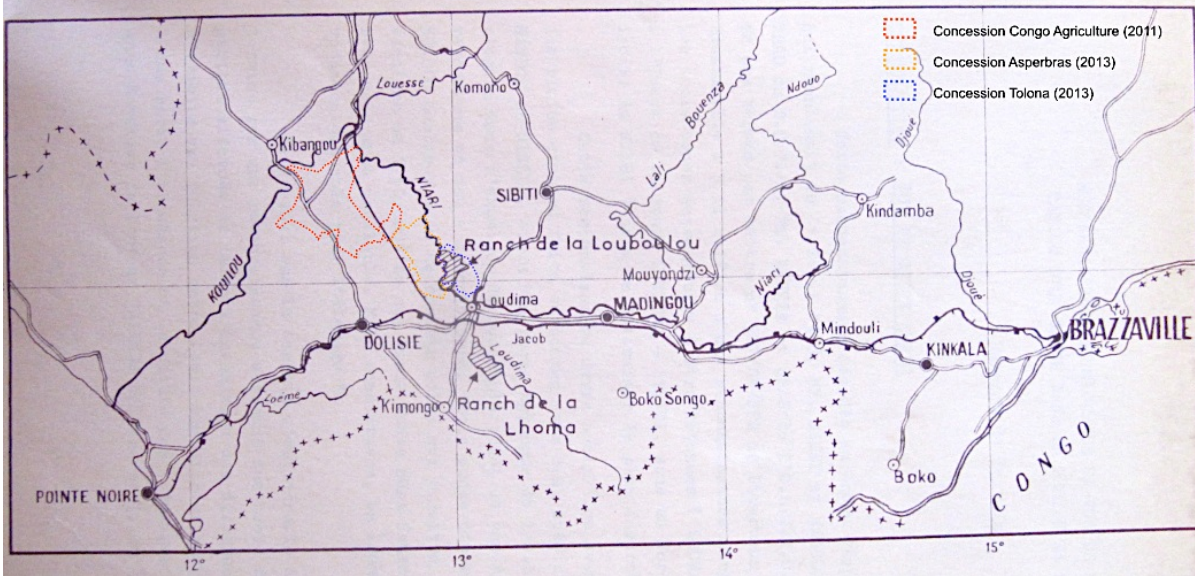 Concession Congo Agriculture (2011)
Concession Asperbras (2013)
Concession Tolona (2013)
Louesse
Komono
Bouenza
Ndouo
Djoué
Kibangou
Lali
NIARI
SIBITI
Kindamba
Ranch de la Louboulou
KOUILOU
Mouyondzi
Niari
Djoué
Loudima
MADINGOU
Mindouli
BRAZZAVILLE
DOLISIE
Jacob
KINKALA
Loudima
Loeme
Kimongo
Ranch de la
Lhoma
Boko Songo
Boko
CONGO
POINTE NOIRE
12°
13°
14°
15°